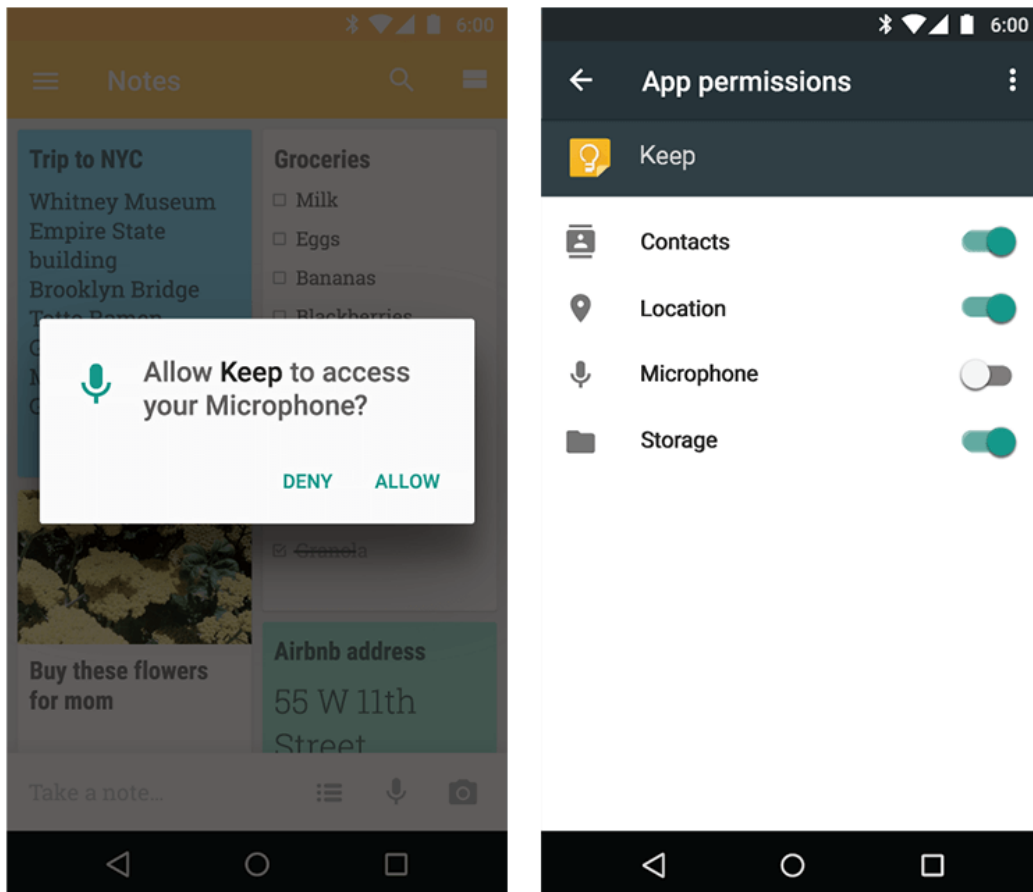 6:00
Notes
Trip to NYC
Whitney Museum
Empire State
building
Brooklyn Bridge
Groceries
Milk
Eggs
Bananas
Blackberries
Allow Keep to access
your Microphone?
DENY
ALLOW
Granola
Buy these flowers
for mom
Airbnb address
55 W 11th
Street
Take a note...
6:00
App permissions
Keep
Contacts
Location
Microphone
Storage